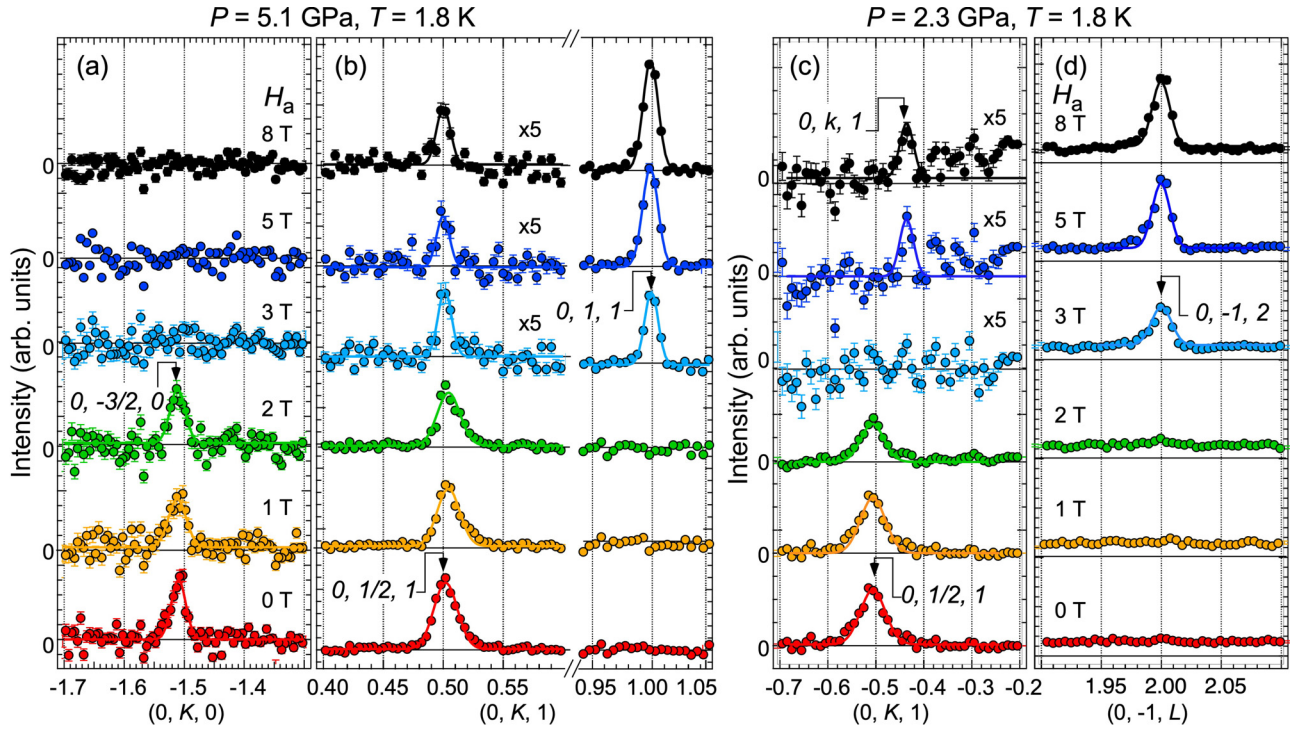 P = 5.1 GPa, T = 1.8 K
P = 2.3 GPa, T = 1.8 K
(a)
(b)
(c)
(d)
Hₐ
8 T
5 T
3 T
2 T
1 T
0 T
0
0
0
0
0
0
0, -3/2, 0
x5
x5
x5
0, 1, 1
0, 1/2, 1
0, k, 1
x5
x5
x5
0
0
0
0
0
0
0, 1/2, 1
Hₐ
8 T
5 T
3 T
2 T
1 T
0 T
0, -1, 2
Intensity (arb. units)
Intensity (arb. units)
-1.7 -1.6 -1.5 -1.4
0.40 0.45 0.50 0.55 0.95 1.00 1.05
-0.7 -0.6 -0.5 -0.4 -0.3 -0.2
1.95 2.00 2.05
(0, K, 0)
(0, K, 1)
(0, K, 1)
(0, -1, L)